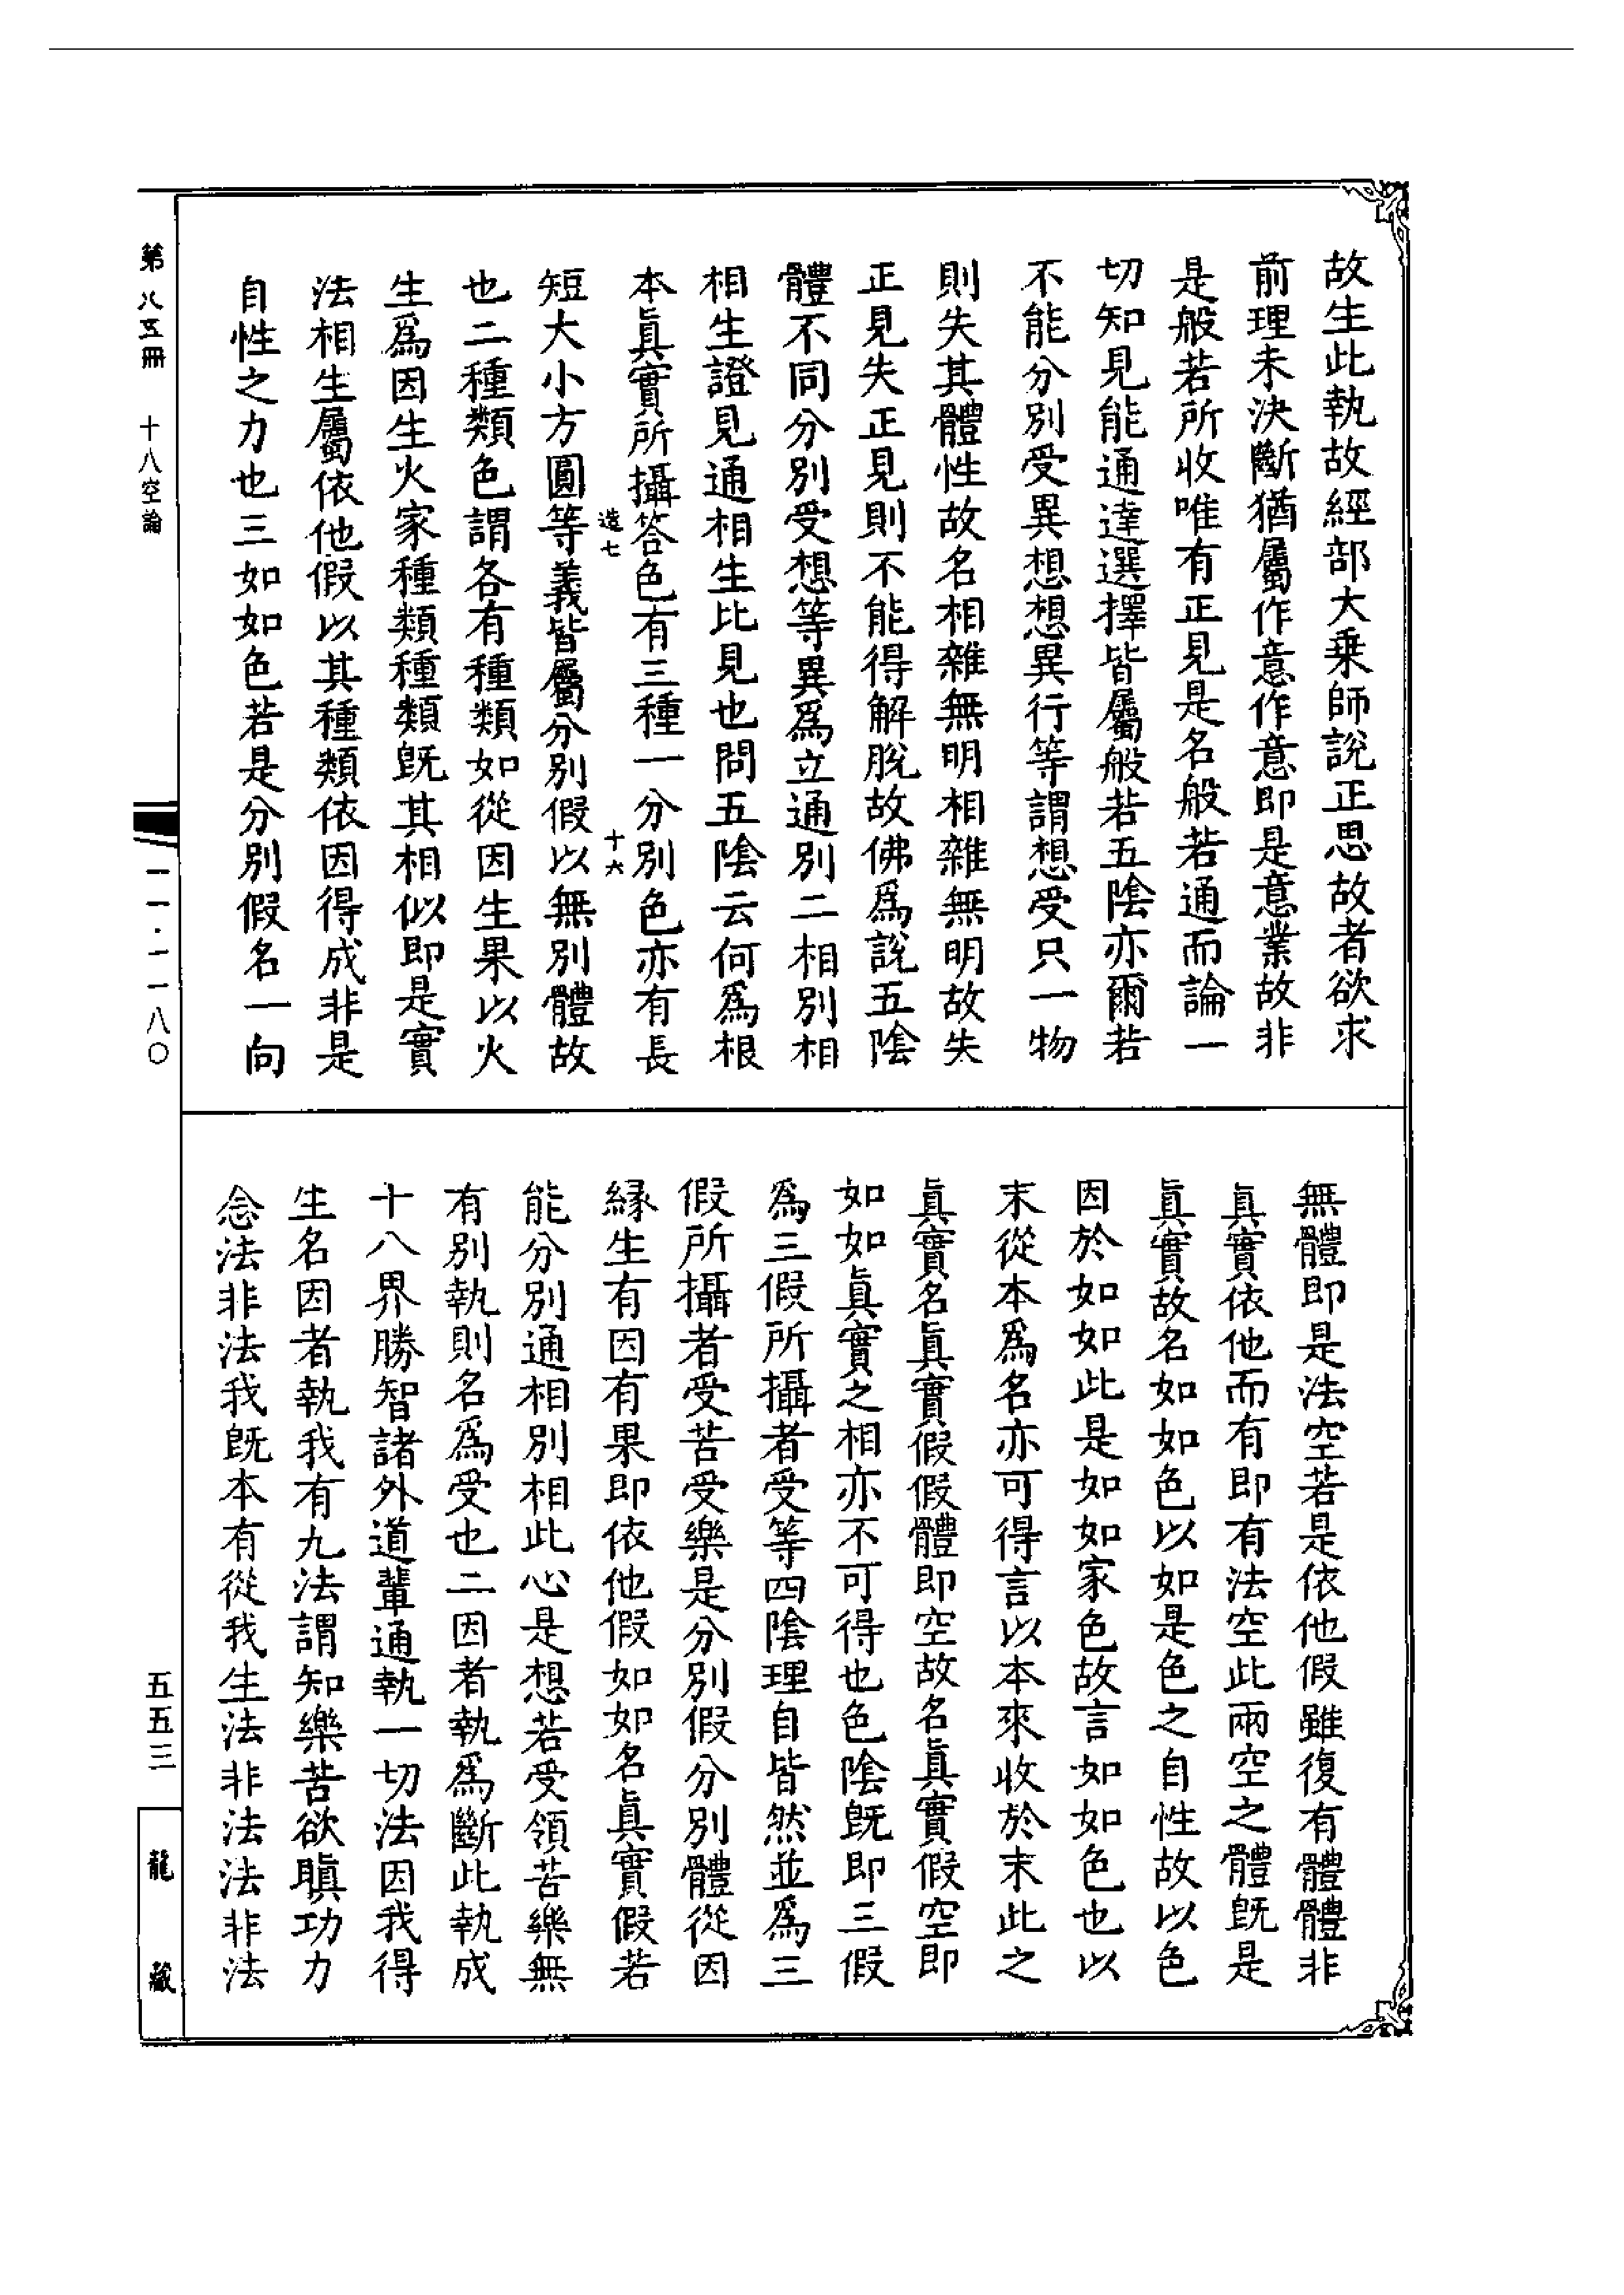 故生此執故經部大乗師說正思故者欲求
前理未決斷猶屬作意作意即是意業故非
是般若所收唯有正見是名般若通而論一
切知見能通達選擇皆屬般若五陰亦爾若
不能分別受異想想異行等謂想受只一物
則失其體性故名相雜無明相雜無明故失
正見失正見則不能得解脫故佛爲說五陰
體不同分別受想等異爲立通別二相別相
相生證見通相生比見也問五陰云何爲根
本眞實所攝答色有三種一分別色亦有長
造七 十六
短大小方圓等義皆屬分別假以無別體故
也二種類色謂各有種類如從因生果以火
生爲因生火家種類種類旣其相似即是實
法相生屬依他假以其種類依因得成非是
自性之力也三如如色若是分別假名一向
無體即是法空若是依他假雖復有體體非
眞實依他而有即有法空此兩空之體旣是
眞實故名如如色以如是色之自性故以色
因於如如此是如如家色故言如如色也以
末從本爲名亦可得言以本來收於末此之
眞實名眞實假假體即空故名眞實假空即
如如眞實之相亦不可得也色陰旣即三假
爲三假所攝者受等四陰理自皆然並爲三
假所攝者受苦受樂是分別假分別體從因
緣生有因有果即依他假如如名眞實假若
能分別通相別相此心是想若受領苦樂無
有別執則名爲受也二因者執爲斷此執成
十八界勝智諸外道輩通執一切法因我得
生名因者執我有九法謂知樂苦欲瞋功力
念法非法我旣本有從我生法非法法非法
第八五冊 十八空論
一一·一一八〇
五五三
龍藏